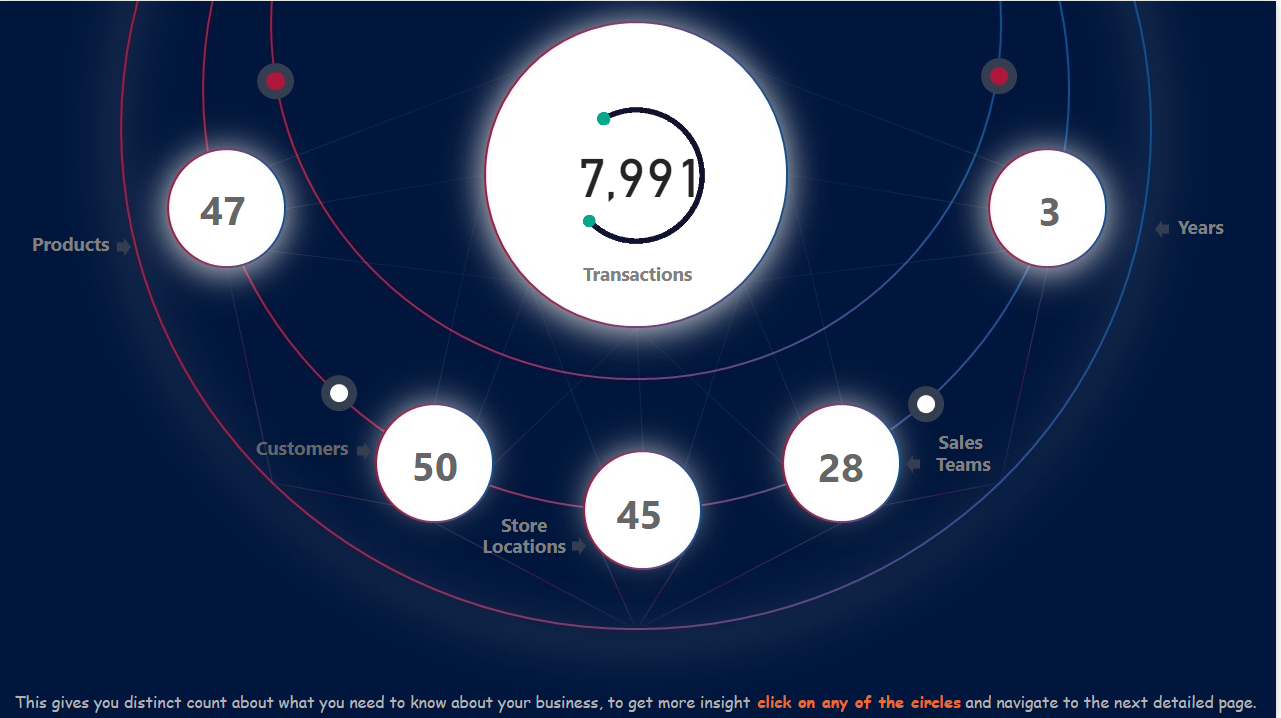 7,991
Transactions
47
Products
3
Years
Customers
50
Store
Locations
45
28
Sales
Teams
This gives you distinct count about what you need to know about your business, to get more insight click on any of the circles and navigate to the next detailed page.